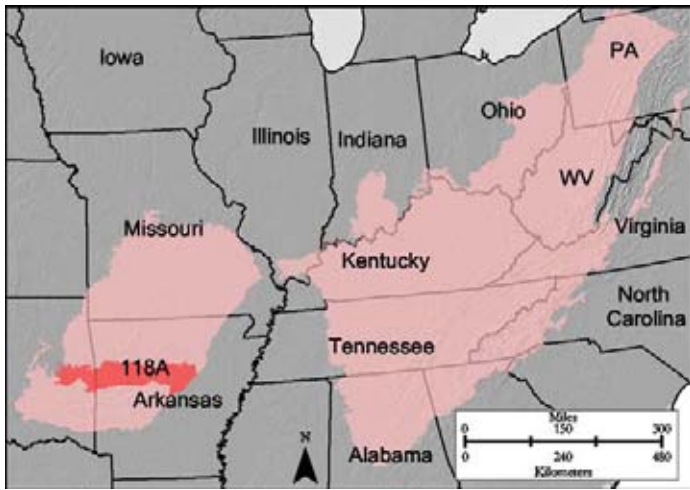 Iowa
PA
Ohio
Illinois
Indiana
WV
Missouri
Virginia
Kentucky
North
Carolina
Tennessee
118A
Arkansas
Alabama
N
Miles
0 150 300
0 240 480
Kilometers